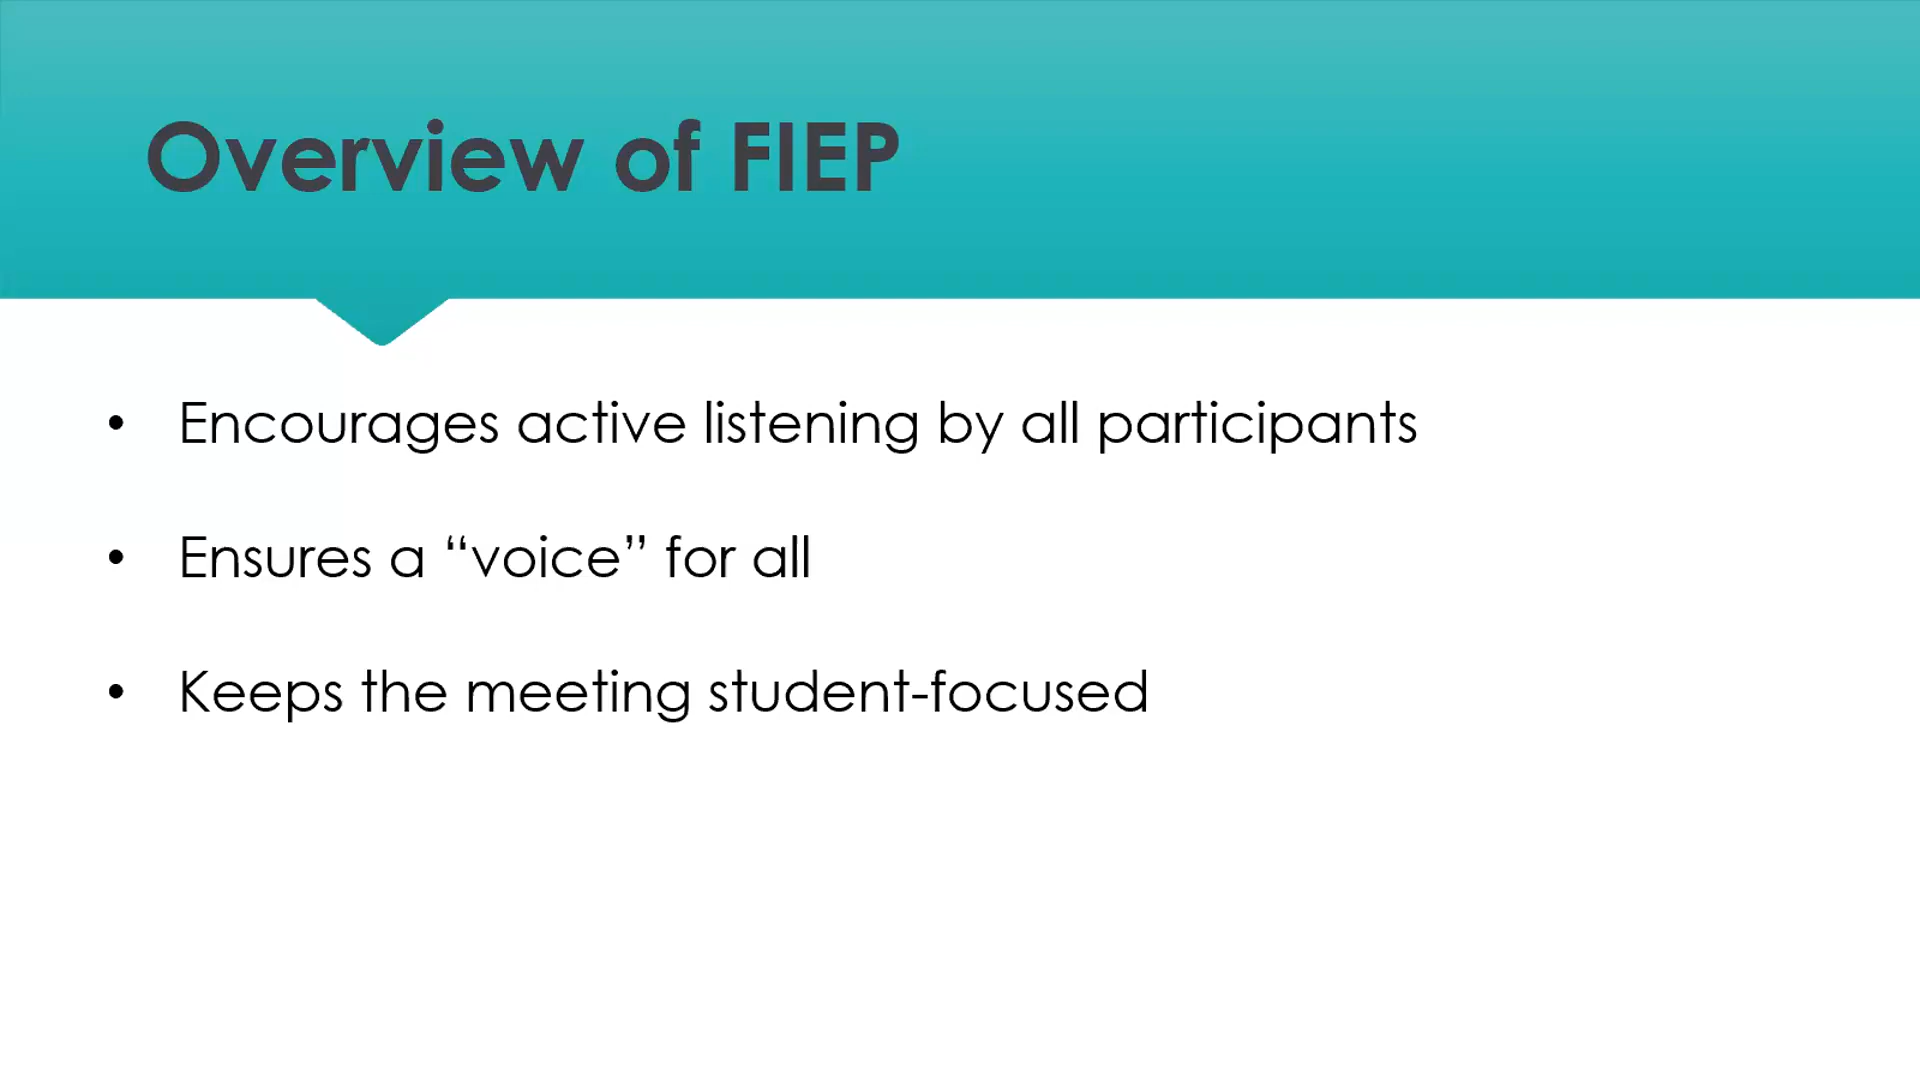 Overview of FIEP
• Encourages active listening by all participants
• Ensures a “voice” for all
• Keeps the meeting student-focused